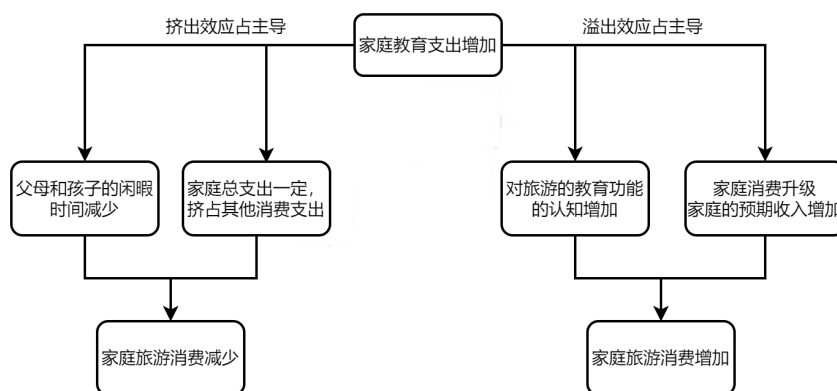 挤出效应占主导
家庭教育支出增加
溢出效应占主导
父母和孩子的闲暇
时间减少
家庭总支出一定，
挤占其他消费支出
对旅游的教育功能
的认知增加
家庭消费升级
家庭的预期收入增加
家庭旅游消费减少
家庭旅游消费增加